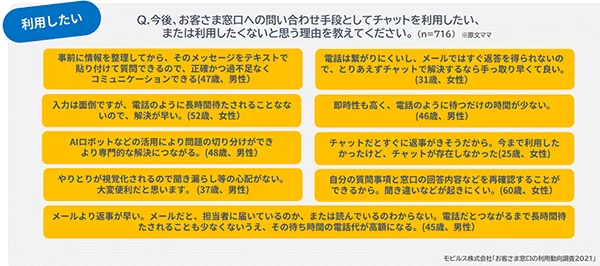 利用したい
Q.今後、お客さま窓口への問い合わせ手段としてチャットを利用したい、
または利用したくないと思う理由を教えてください。(n=716) ※原文ママ
事前に情報を整理してから、そのメッセージをテキストで
貼り付けて質問できるので、正確かつ過不足なく
コミュニケーションできる(47歳、男性)
電話は繋がりにくいし、メールではすぐ返答を得られないの
で、とりあえずチャットで解決するなら手っ取り早くて良い。
(31歳、女性)
入力は面倒ですが、電話のように長時間待たされることなな
いので、解決が早い。(52歳、女性)
即時性も高く、電話のように待つだけの時間が少ない。
(46歳、男性)
AIロボットなどの活用により問題の切り分けができ
より専門的な解決につながる。(48歳、男性)
チャットだとすぐに返事がきそうだから。今まで利用した
かったけど、チャットが存在しなかった(25歳、女性)
やりとりが視覚化されるので聞き漏らし等の心配がない。
大変便利だと思います。(37歳、男性)
自分の質問事項と窓口の回答内容などを再確認することが
できるから。聞き違いなどが起きにくい。(60歳、女性)
メールより返事が早い。メールだと、担当者に届いているのか、または読んでいるのかわからない。電話だとつながるまで長時間待
たされることも少なくないうえ、その待ち時間の電話代が高額になる。(45歳、男性)
モビルス株式会社「お客さま窓口の利用動向調査2021」